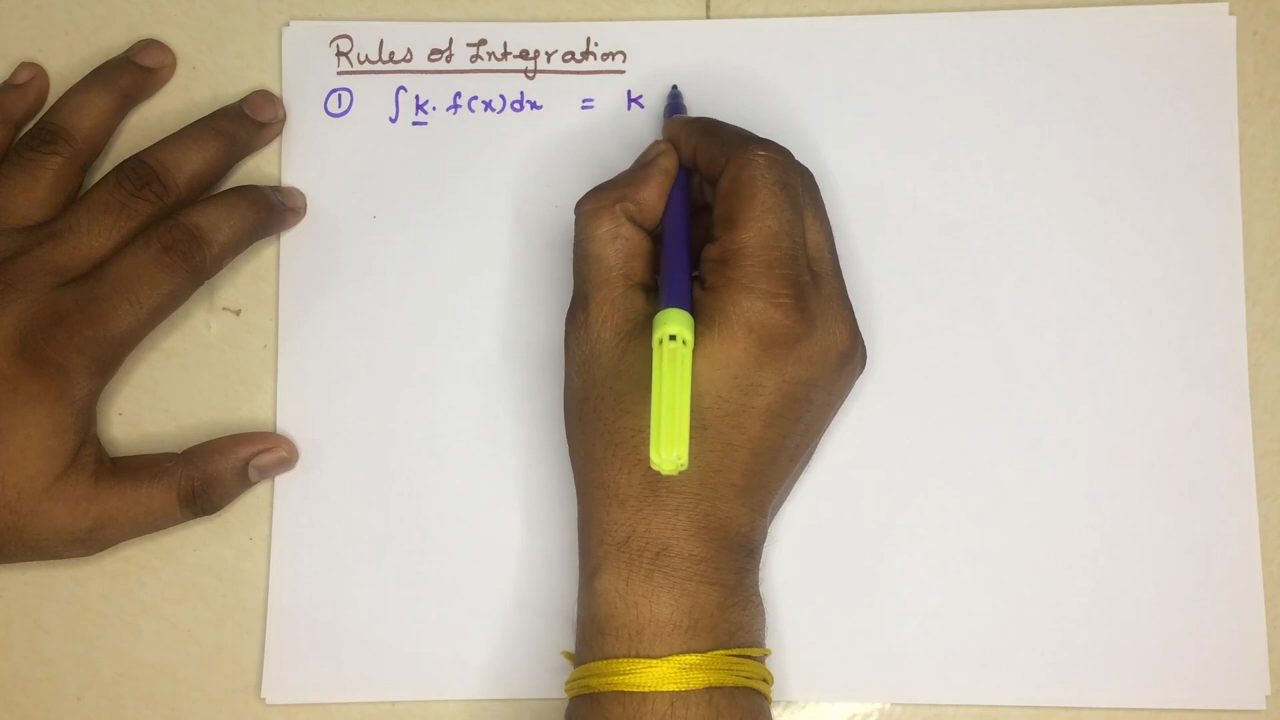 Rules of Integration
① ∫ k. f(x)dx = k